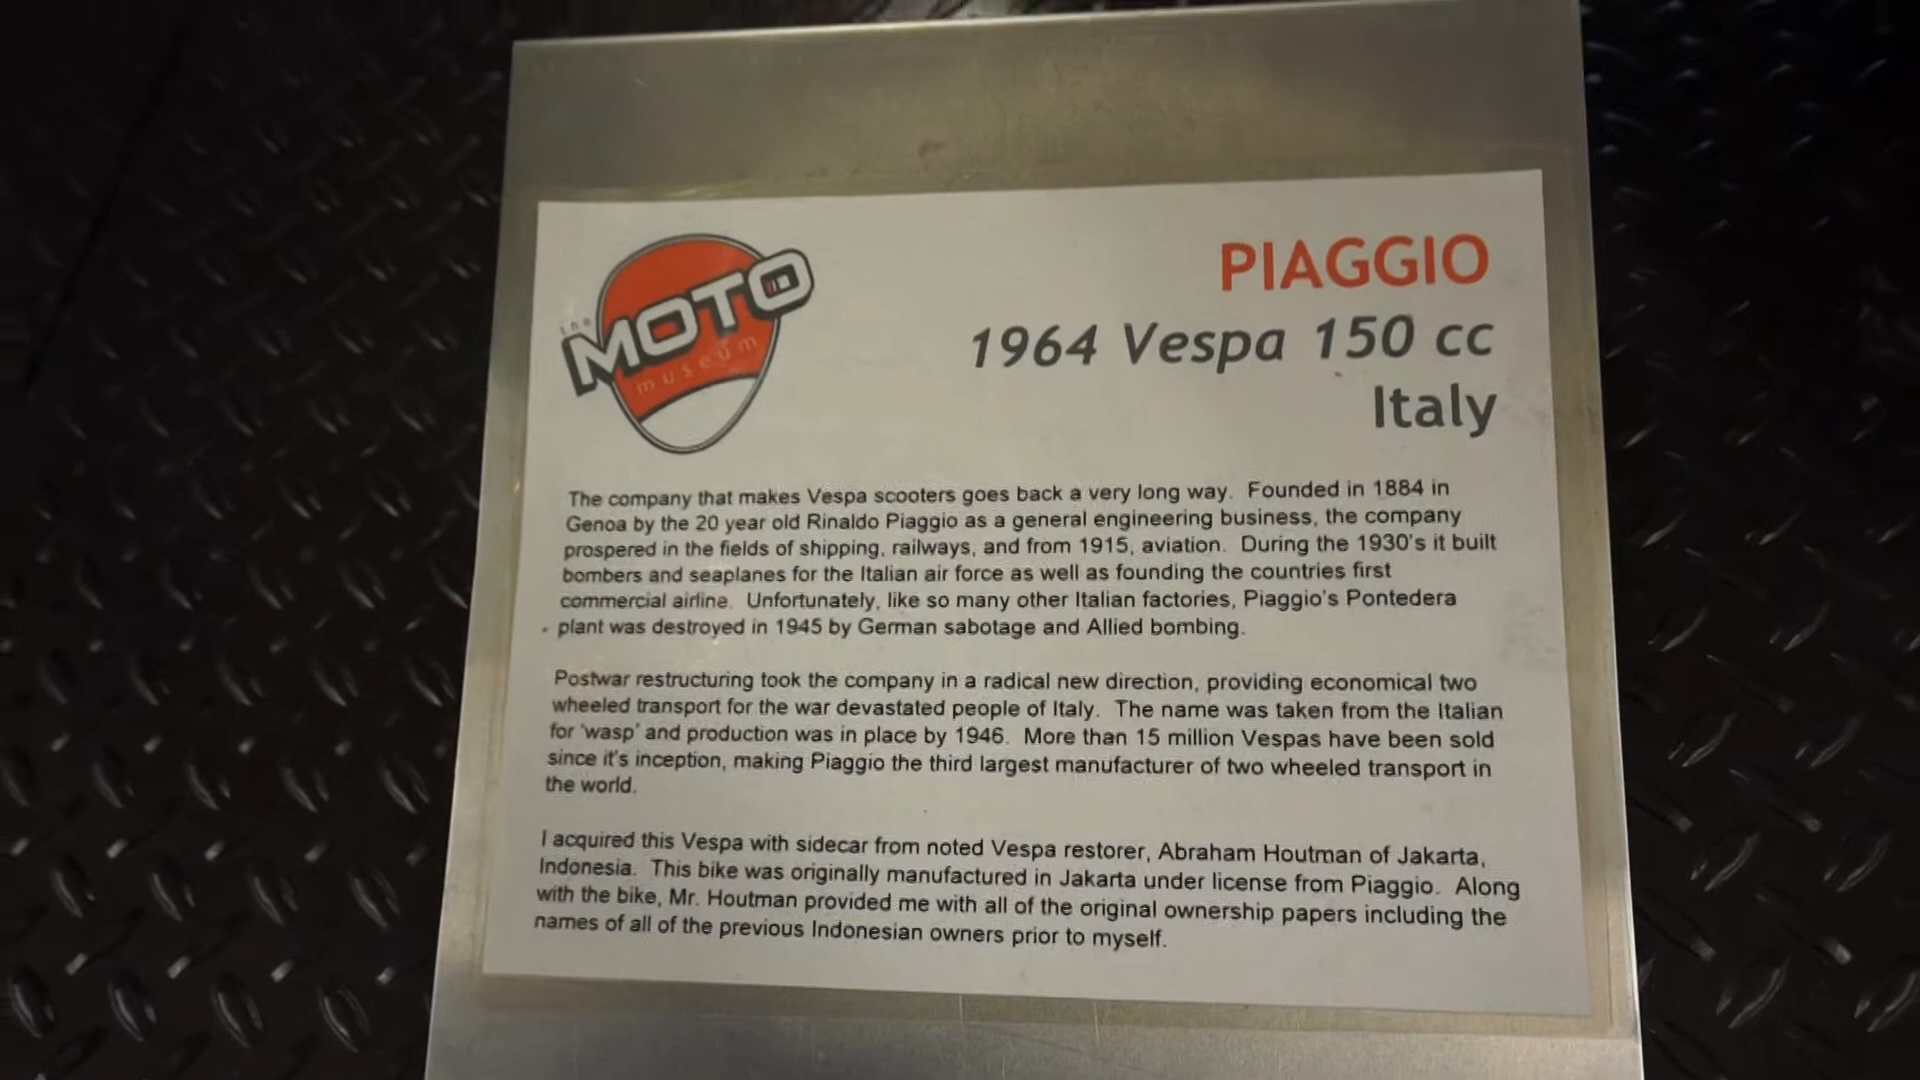 the
MOTO
museum
PIAGGIO
1964 Vespa 150 cc
Italy
The company that makes Vespa scooters goes back a very long way. Founded in 1884 in
Genoa by the 20 year old Rinaldo Piaggio as a general engineering business, the company
prospered in the fields of shipping, railways, and from 1915, aviation. During the 1930's it built
bombers and seaplanes for the Italian air force as well as founding the countries first
commercial airline. Unfortunately, like so many other Italian factories, Piaggio's Pontedera
plant was destroyed in 1945 by German sabotage and Allied bombing.
Postwar restructuring took the company in a radical new direction, providing economical two
wheeled transport for the war devastated people of Italy. The name was taken from the Italian
for 'wasp' and production was in place by 1946. More than 15 million Vespas have been sold
since it's inception, making Piaggio the third largest manufacturer of two wheeled transport in
the world.
I acquired this Vespa with sidecar from noted Vespa restorer, Abraham Houtman of Jakarta,
Indonesia. This bike was originally manufactured in Jakarta under license from Piaggio. Along
with the bike, Mr. Houtman provided me with all of the original ownership papers including the
names of all of the previous Indonesian owners prior to myself.